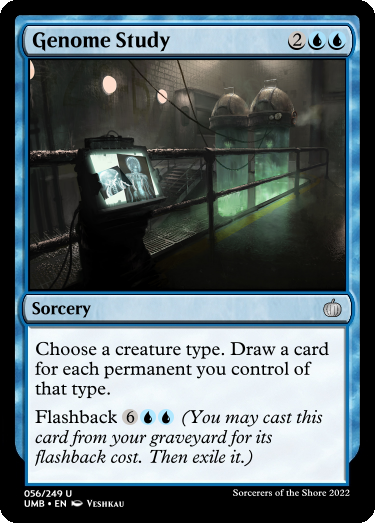 Genome Study 2
Sorcery
Choose a creature type. Draw a card
for each permanent you control of
that type.
Flashback 6 (You may cast this
card from your graveyard for its
flashback cost. Then exile it.)
056/249 U
Sorcerers of the Shore 2022
UMB • EN Veshkau